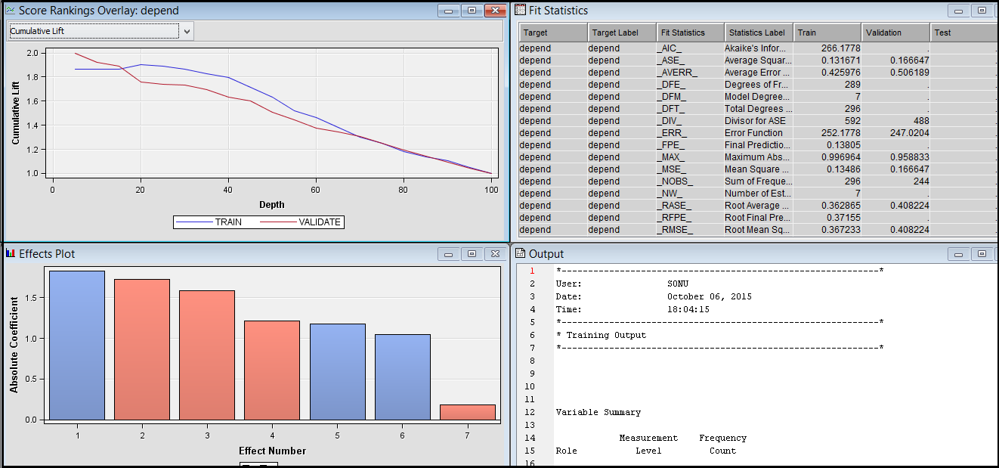 Score Rankings Overlay: depend
Cumulative Lift
2.0
1.8
1.6
1.4
1.2
1.0
Cumulative Lift
0 20 40 60 80 100
Depth
TRAIN VALIDATE
Fit Statistics
Target Target Label Fit Statistics Statistics Label Train Validation Test
depend depend _AIC_ Akaike's Infor... 266.1778 . .
depend depend _ASE_ Average Squar... 0.131671 0.166647 .
depend depend _AVERR_ Average Error ... 0.425976 0.506189 .
depend depend _DFE_ Degrees of Fr... 289 . .
depend depend _DFM_ Model Degree... 7 . .
depend depend _DFT_ Total Degrees ... 296 . .
depend depend _DIV_ Divisor for ASE 592 488 .
depend depend _ERR_ Error Function 252.1778 247.0204 .
depend depend _FPE_ Final Predictio... 0.13805 . .
depend depend _MAX_ Maximum Abs... 0.996964 0.958833 .
depend depend _MSE_ Mean Square ... 0.13486 0.166647 .
depend depend _NOBS_ Sum of Freque... 296 244 .
depend depend _NW_ Number of Est... 7 . .
depend depend _RASE_ Root Average ... 0.362865 0.408224 .
depend depend _RFPE_ Root Final Pre... 0.37155 . .
depend depend _RMSE_ Root Mean Sq... 0.367233 0.408224 .
Effects Plot
1.5
1.0
0.5
0.0
Absolute Coefficient
1 2 3 4 5 6 7
Effect Number
Output
1 *------------------------------------------------------------*
2 User: SONU
3 Date: October 06, 2015
4 Time: 18:04:15
5 *------------------------------------------------------------*
6 * Training Output
7 *------------------------------------------------------------*
8
9
10
11
12 Variable Summary
13
14 Measurement Frequency
15 Role Level Count
16